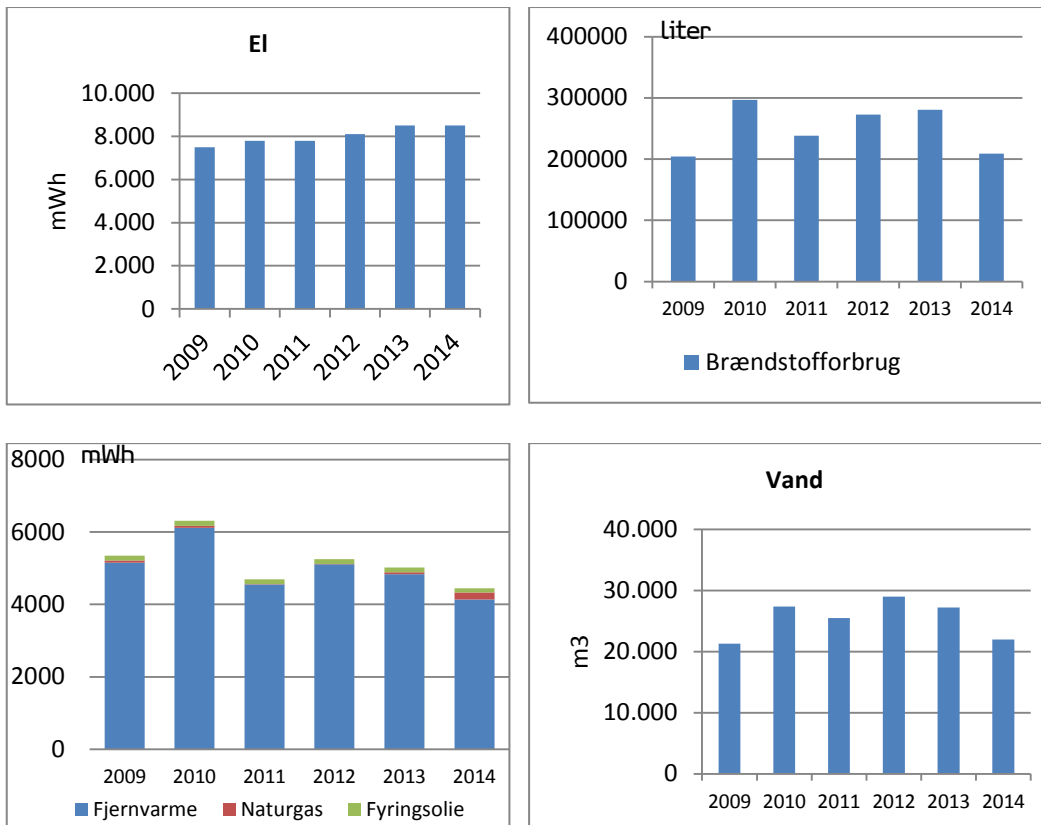 El
10.000
8.000
6.000
4.000
2.000
0
mWh
2009 2010 2011 2012 2013 2014
liter
400000
300000
200000
100000
0
2009 2010 2011 2012 2013 2014
Brændstofforbrug
mWh
8000
6000
4000
2000
0
2009 2010 2011 2012 2013 2014
Fjernvarme Naturgas Fyringsolie
Vand
40.000
30.000
20.000
10.000
0
m3
2009 2010 2011 2012 2013 2014